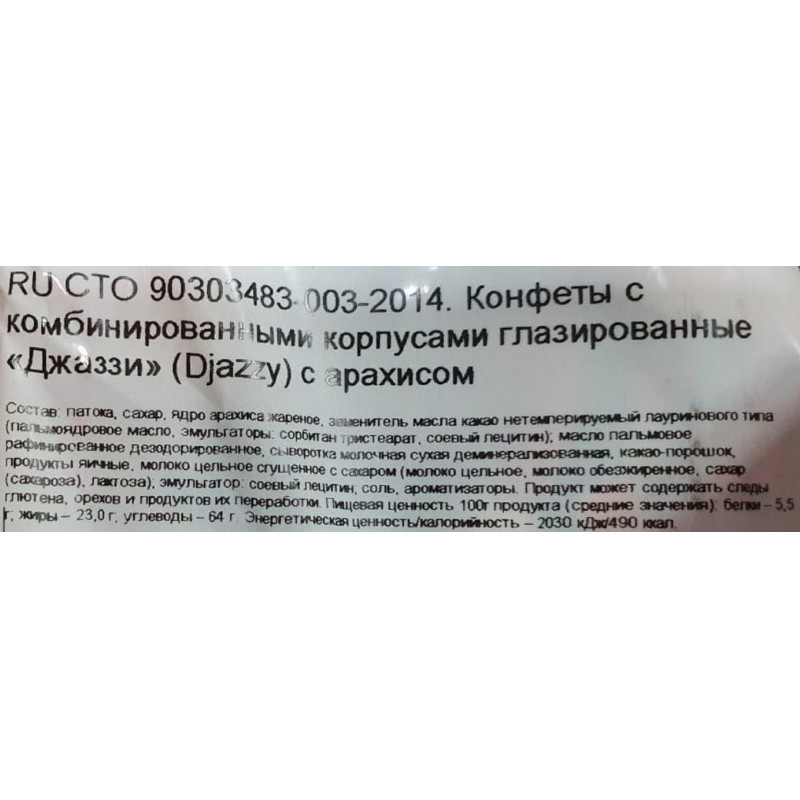 RU СТО 90303483-003-2014. Конфеты с
комбинированными корпусами глазированные
«Джаззи» (Djazzy) с арахисом
Состав: патока, сахар, ядро арахиса жареное, заменитель масла какао нетемперируемый лауринового типа
(пальмоядровое масло, эмульгаторы: сорбитан тристеарат, соевый лецитин); масло пальмовое
рафинированное дезодорированное, сыворотка молочная сухая деминерализованная, какао-порошок,
продукты яичные, молоко цельное сгущенное с сахаром (молоко цельное, молоко обезжиренное, сахар
(сахароза), лактоза); эмульгатор: соевый лецитин, соль, ароматизаторы. Продукт может содержать следы
глютена, орехов и продуктов их переработки. Пищевая ценность 100г продукта (средние значения): белки – 5,5
г; жиры – 23,0 г; углеводы – 64 г. Энергетическая ценность/калорийность – 2030 кДж/490 ккал.